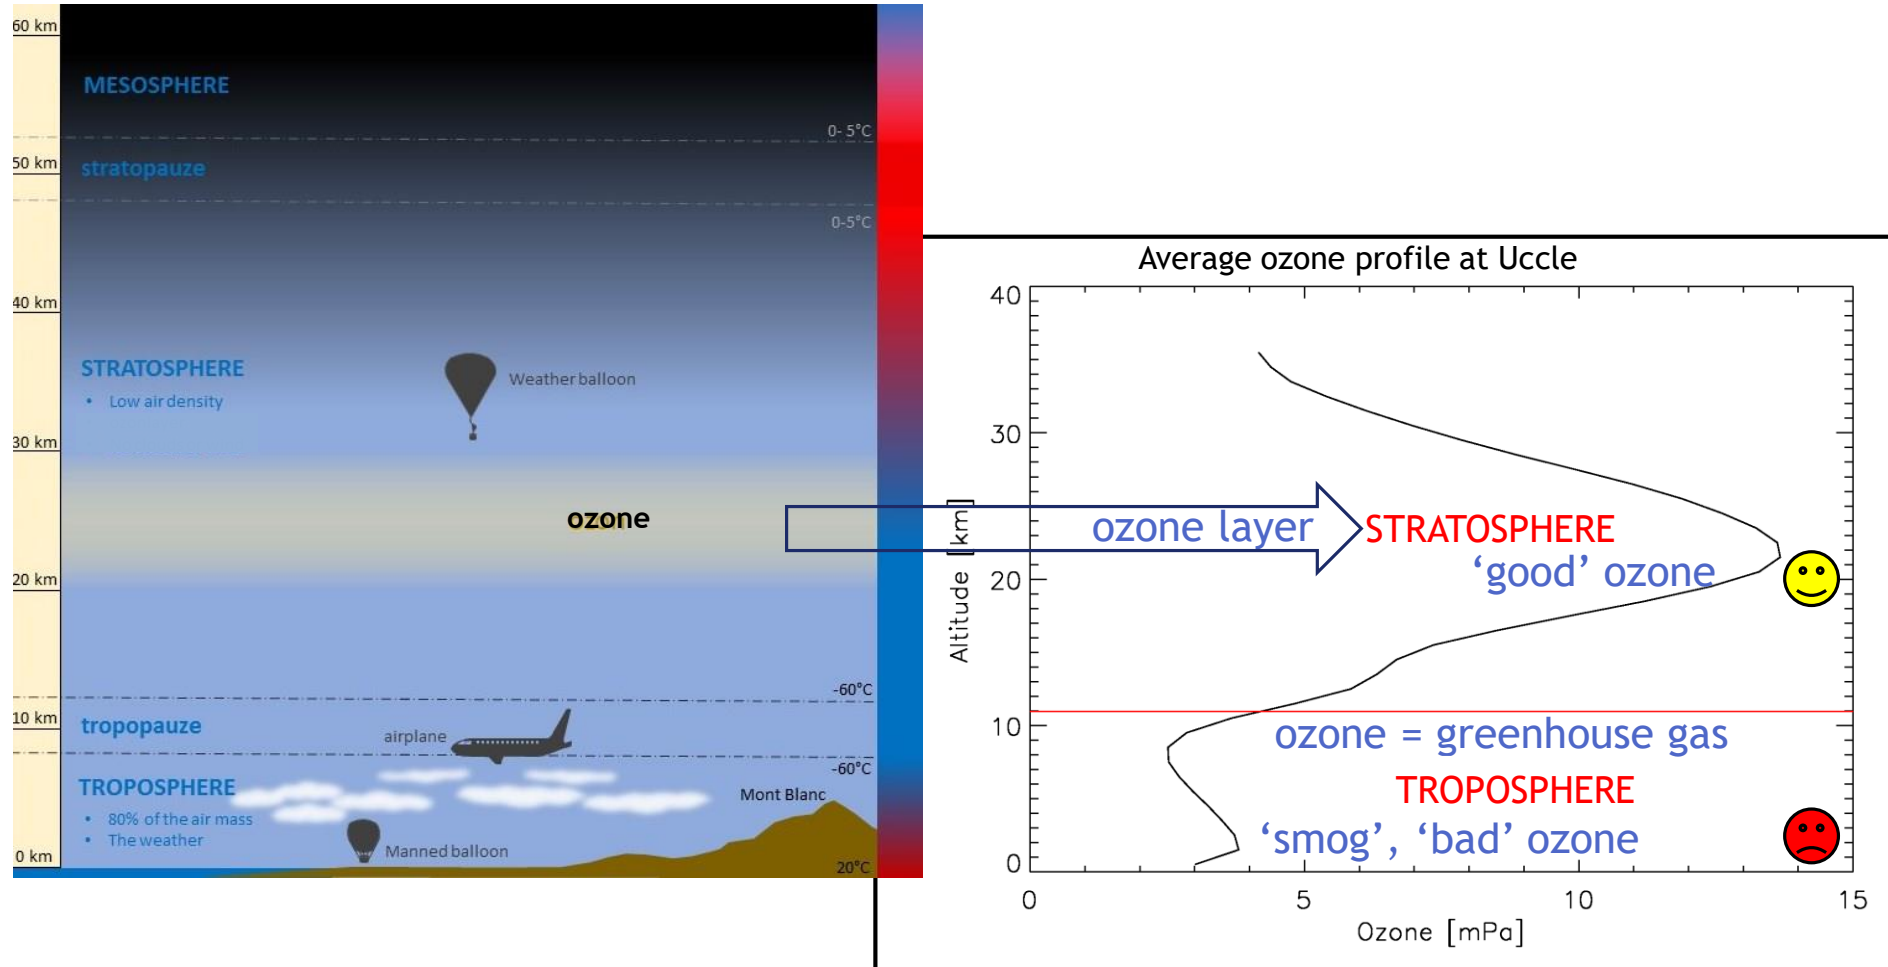 60 km
MESOSPHERE
0- 5°C
50 km
stratopauze
0-5°C
40 km
STRATOSPHERE
• Low air density
Weather balloon
30 km
ozone
20 km
-60°C
10 km
tropopauze
airplane
-60°C
TROPOSPHERE
• 80% of the air mass
• The weather
Mont Blanc
0 km
Manned balloon
20°C
Average ozone profile at Uccle
40
30
20
10
0
Altitude [km]
ozone layer
STRATOSPHERE
‘good’ ozone
ozone = greenhouse gas
TROPOSPHERE
‘smog’, ‘bad’ ozone
0 5 10 15
Ozone [mPa]